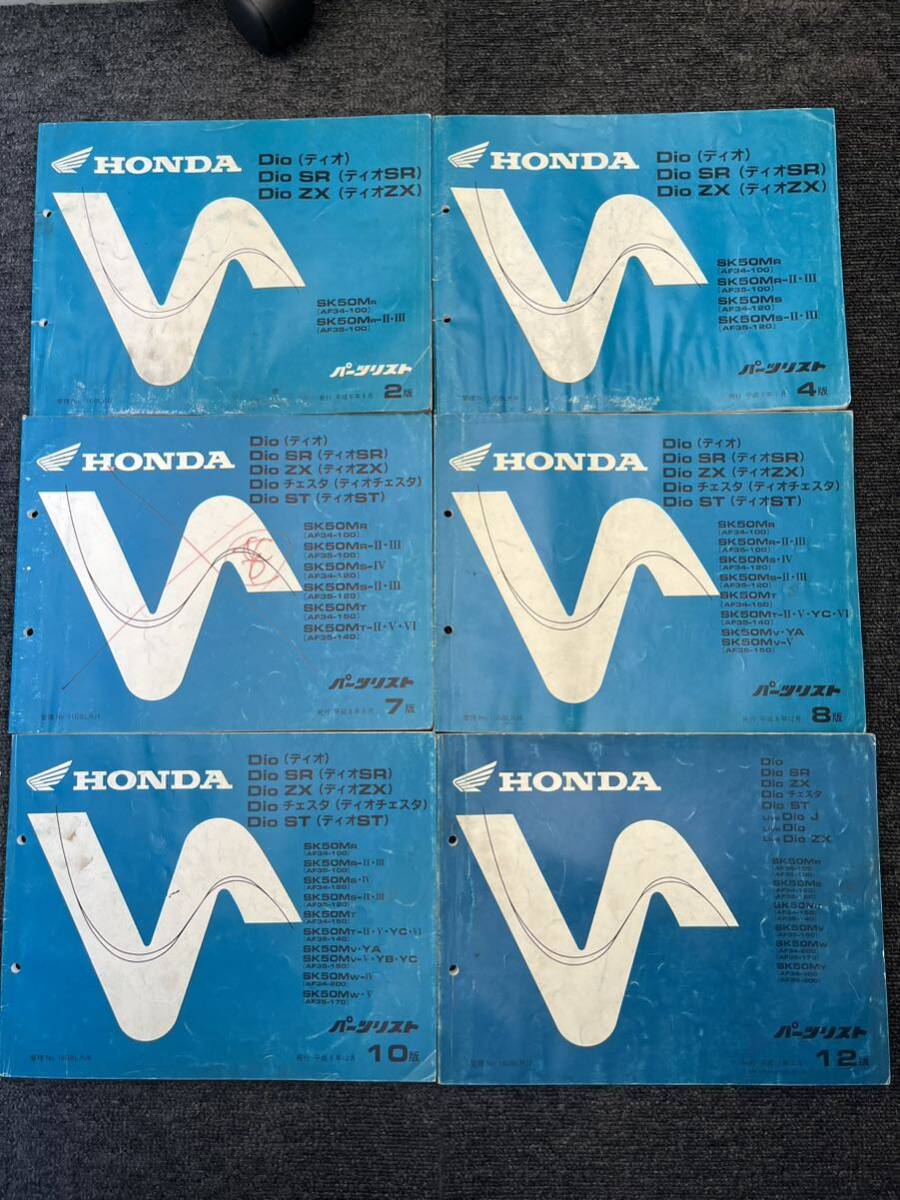 HONDA
Dio (ディオ)
Dio SR (ディオSR)
Dio ZX (ディオZX)
SK50MR
(AF34-100)
SK50MR-II・III
(AF35-100)
パーツリスト
2版
HONDA
Dio (ディオ)
Dio SR (ディオSR)
Dio ZX (ディオZX)
SK50MR
(AF34-100)
SK50MR-II・III
(AF35-100)
SK50MS
(AF34-120)
SK50MS-II・III
(AF35-120)
パーツリスト
4版
HONDA
Dio (ディオ)
Dio SR (ディオSR)
Dio ZX (ディオZX)
Dio チェスタ (ディオチェスタ)
Dio ST (ディオST)
SK50MR
(AF34-100)
SK50MR-II・III
(AF35-100)
SK50MS-IV
(AF34-120)
SK50MS-II・III
(AF35-120)
SK50MT
(AF34-150)
SK50MT-II・V・VI
(AF35-140)
パーツリスト
7版
HONDA
Dio (ディオ)
Dio SR (ディオSR)
Dio ZX (ディオZX)
Dio チェスタ (ディオチェスタ)
Dio ST (ディオST)
SK50MR
(AF34-100)
SK50MR-II・III
(AF35-100)
SK50MS・IV
(AF34-120)
SK50MS-II・III
(AF35-120)
SK50MT
(AF34-150)
SK50MT-II・V・YC・VI
(AF35-140)
SK50MV・YA
SK50MV-V
(AF35-150)
パーツリスト
8版
HONDA
Dio (ディオ)
Dio SR (ディオSR)
Dio ZX (ディオZX)
Dio チェスタ (ディオチェスタ)
Dio ST (ディオST)
SK50MR
(AF34-100)
SK50MR-II・III
(AF35-100)
SK50MS・IV
SK50MS-II・III
(AF35-120)
SK50MT
(AF34-150)
SK50MT-II・V・YC・VI
(AF35-140)
SK50MV・YA
SK50MV-V・YB・YC
(AF35-150)
SK50MW-IV
(AF34-200)
SK50MW・V
(AF35-170)
パーツリスト
10版
HONDA
Dio
Dio SR
Dio ZX
Dio チェスタ
Dio ST
Live Dio J
Live Dio
Live Dio ZX
SK50MR
SK50MS
SK50MV
SK50MW
(AF34-200)
(AF35-170)
SK50MY
パーツリスト
12版